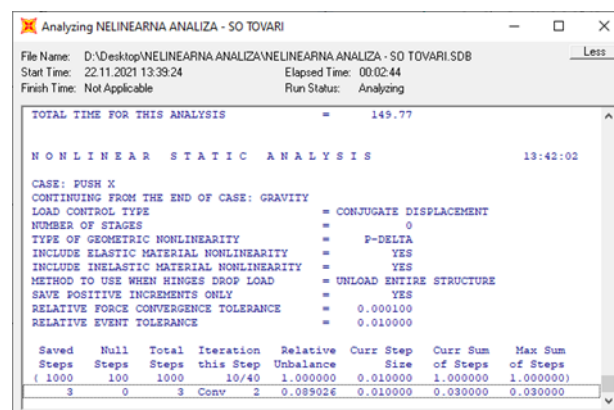 Analyzing NELINEARNA ANALIZA - SO TOVARI
File Name: D:\Desktop\NELINEARNA ANALIZA\NELINEARNA ANALIZA - SO TOVARI.SDB
Less
Start Time: 22.11.2021 13:39:24 Elapsed Time: 00:02:44
Finish Time: Not Applicable Run Status: Analyzing
TOTAL TIME FOR THIS ANALYSIS = 149.77
N O N L I N E A R   S T A T I C   A N A L Y S I S 13:42:02
CASE: PUSH X
CONTINUING FROM THE END OF CASE: GRAVITY
LOAD CONTROL TYPE = CONJUGATE DISPLACEMENT
NUMBER OF STAGES = 0
TYPE OF GEOMETRIC NONLINEARITY = P-DELTA
INCLUDE ELASTIC MATERIAL NONLINEARITY = YES
INCLUDE INELASTIC MATERIAL NONLINEARITY = YES
METHOD TO USE WHEN HINGES DROP LOAD = UNLOAD ENTIRE STRUCTURE
SAVE POSITIVE INCREMENTS ONLY = YES
RELATIVE FORCE CONVERGENCE TOLERANCE = 0.000100
RELATIVE EVENT TOLERANCE = 0.010000
Saved Null Total Iteration Relative Curr Step Curr Sum Max Sum
Steps Steps Steps this Step Unbalance Size of Steps of Steps
( 1000 100 1000 10/40 1.000000 0.010000 1.000000 1.000000)
3 0 3 Conv 2 0.089026 0.010000 0.030000 0.030000